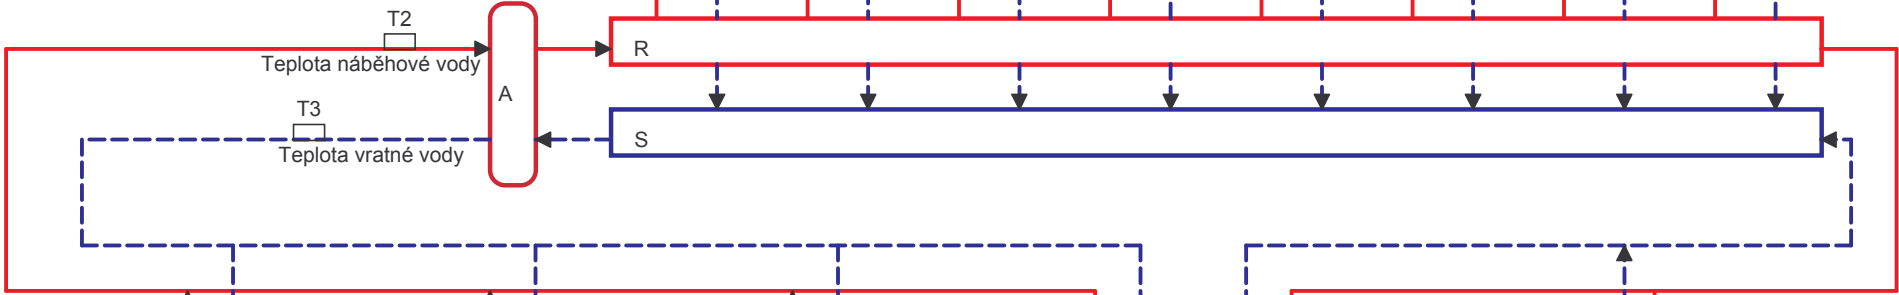 T2
R
Teplota náběhové vody
A
T3
S
Teplota vratné vody